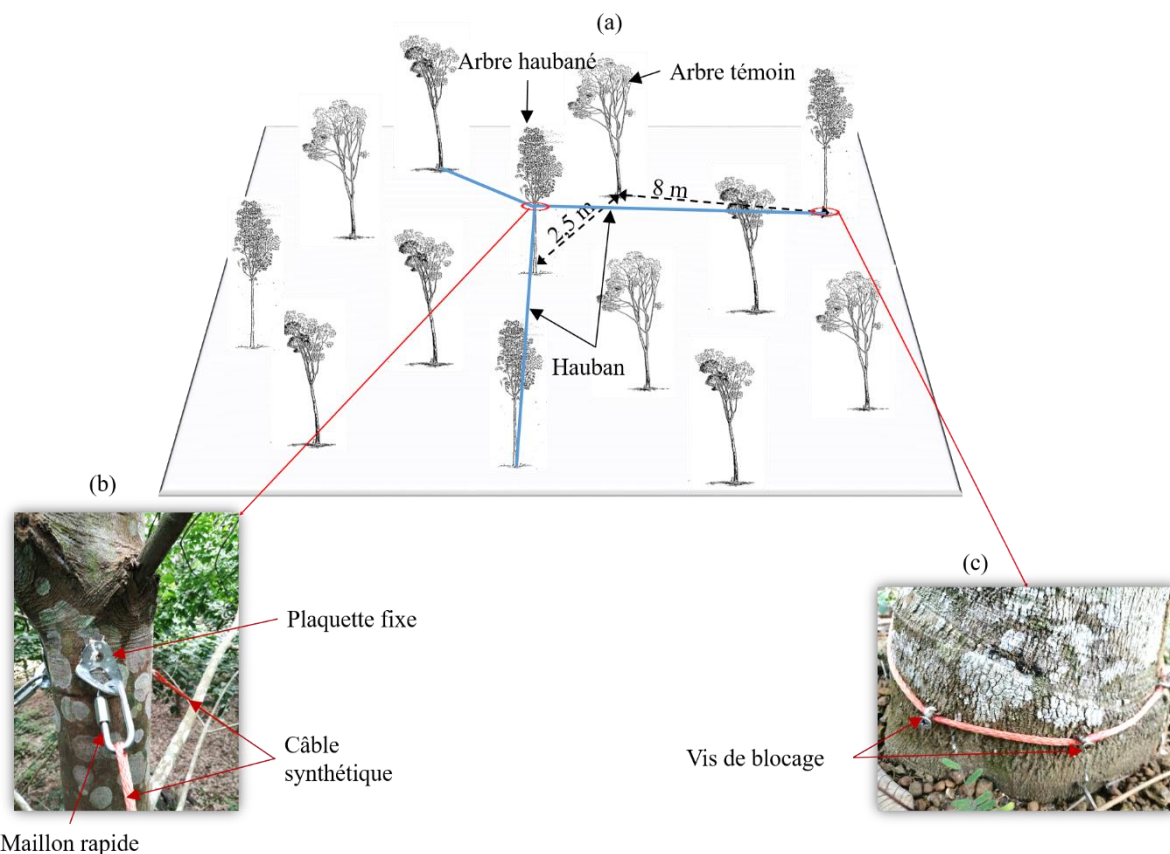 (a)
Arbre haubané
Arbre témoin
8 m
2.5 m
Hauban
(b)
(c)
Plaquette fixe
Câble
synthétique
Vis de blocage
Maillon rapide